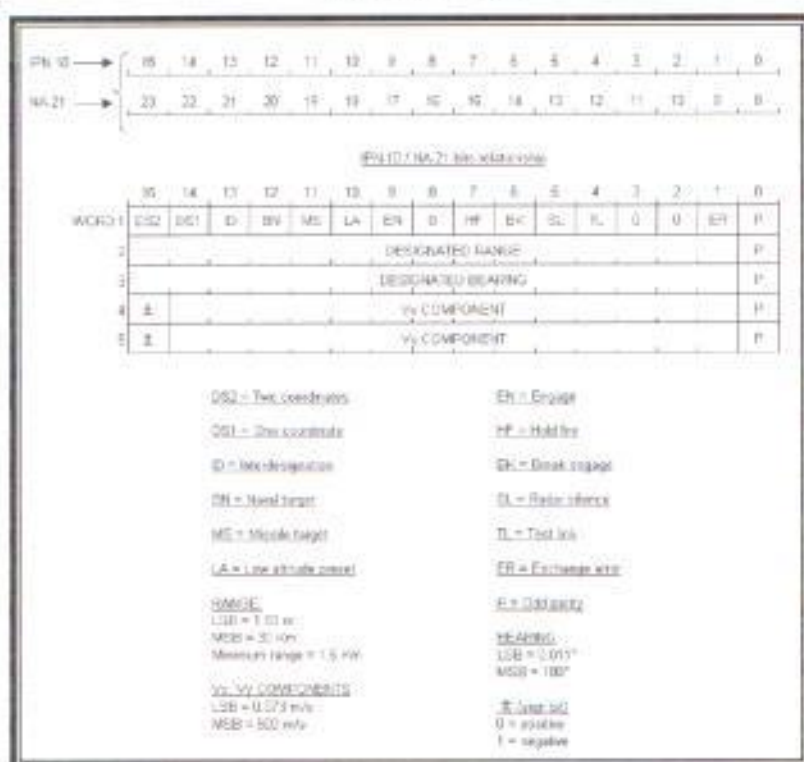 IPN 10 → 15 14 13 12 11 10 9 8 7 6 5 4 3 2 1 0
NA-21 → 23 22 21 20 19 18 17 16 15 14 13 12 11 10 9 8
IPN 10 / NA-21 bits relationship
15 14 13 12 11 10 9 8 7 6 5 4 3 2 1 0
WORD 1 DS2 DS1 ID BN MS LA EN 0 HF BK SL TL 0 0 ER P
2 DESIGNATED RANGE P
3 DESIGNATED BEARING P
4 ± Vx COMPONENT P
5 ± Vy COMPONENT P
DS2 = Two coordinates
DS1 = One coordinate
ID = Interdesignation
BN = Naval target
MS = Missile target
LA = Low altitude preset
RANGE
LSB =
MSB = 30 km
Minimum range = 1.5 km
Vx, Vy COMPONENTS
LSB = 0.073 m/s
MSB = 600 m/s
EN = Engage
HF = Hold fire
BK = Break engage
SL = Radar silence
TL = Test link
ER = Exchange error
P = Odd parity
BEARING
LSB = 0.011°
MSB = 180°
± (sign bit)
0 = positive
1 = negative